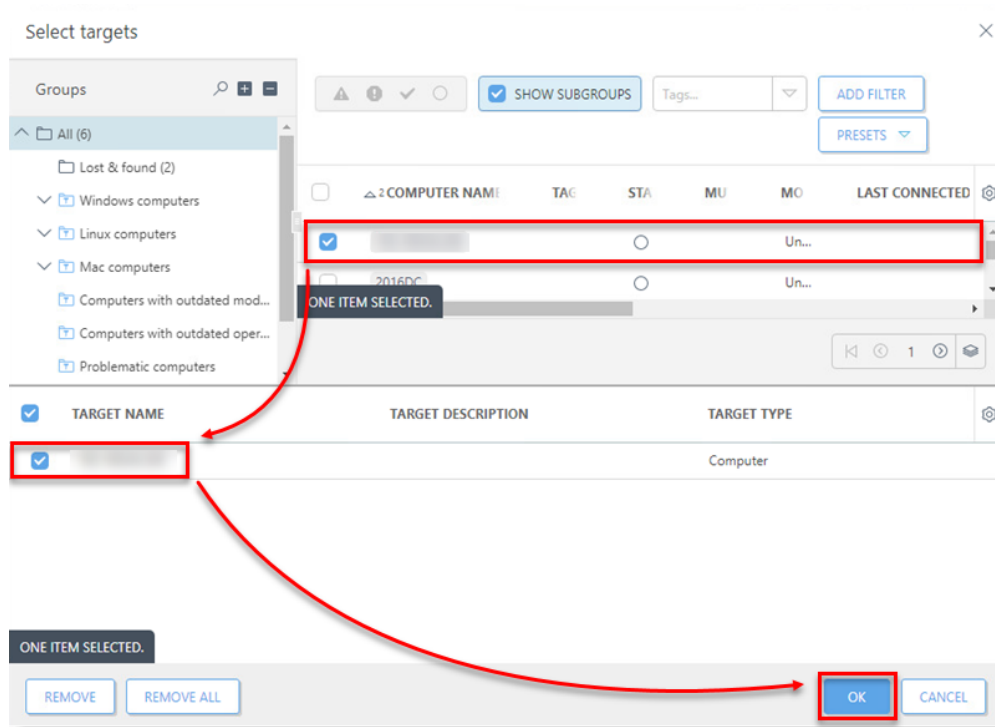 Select targets
Groups
SHOW SUBGROUPS
Tags...
ADD FILTER
PRESETS
All (6)
Lost & found (2)
Windows computers
Linux computers
Mac computers
Computers with outdated mod...
Computers with outdated oper...
Problematic computers
2 COMPUTER NAME TAG STA MU MO LAST CONNECTED
Un...
2016DC Un...
ONE ITEM SELECTED.
1
TARGET NAME TARGET DESCRIPTION TARGET TYPE
Computer
ONE ITEM SELECTED.
REMOVE REMOVE ALL OK CANCEL